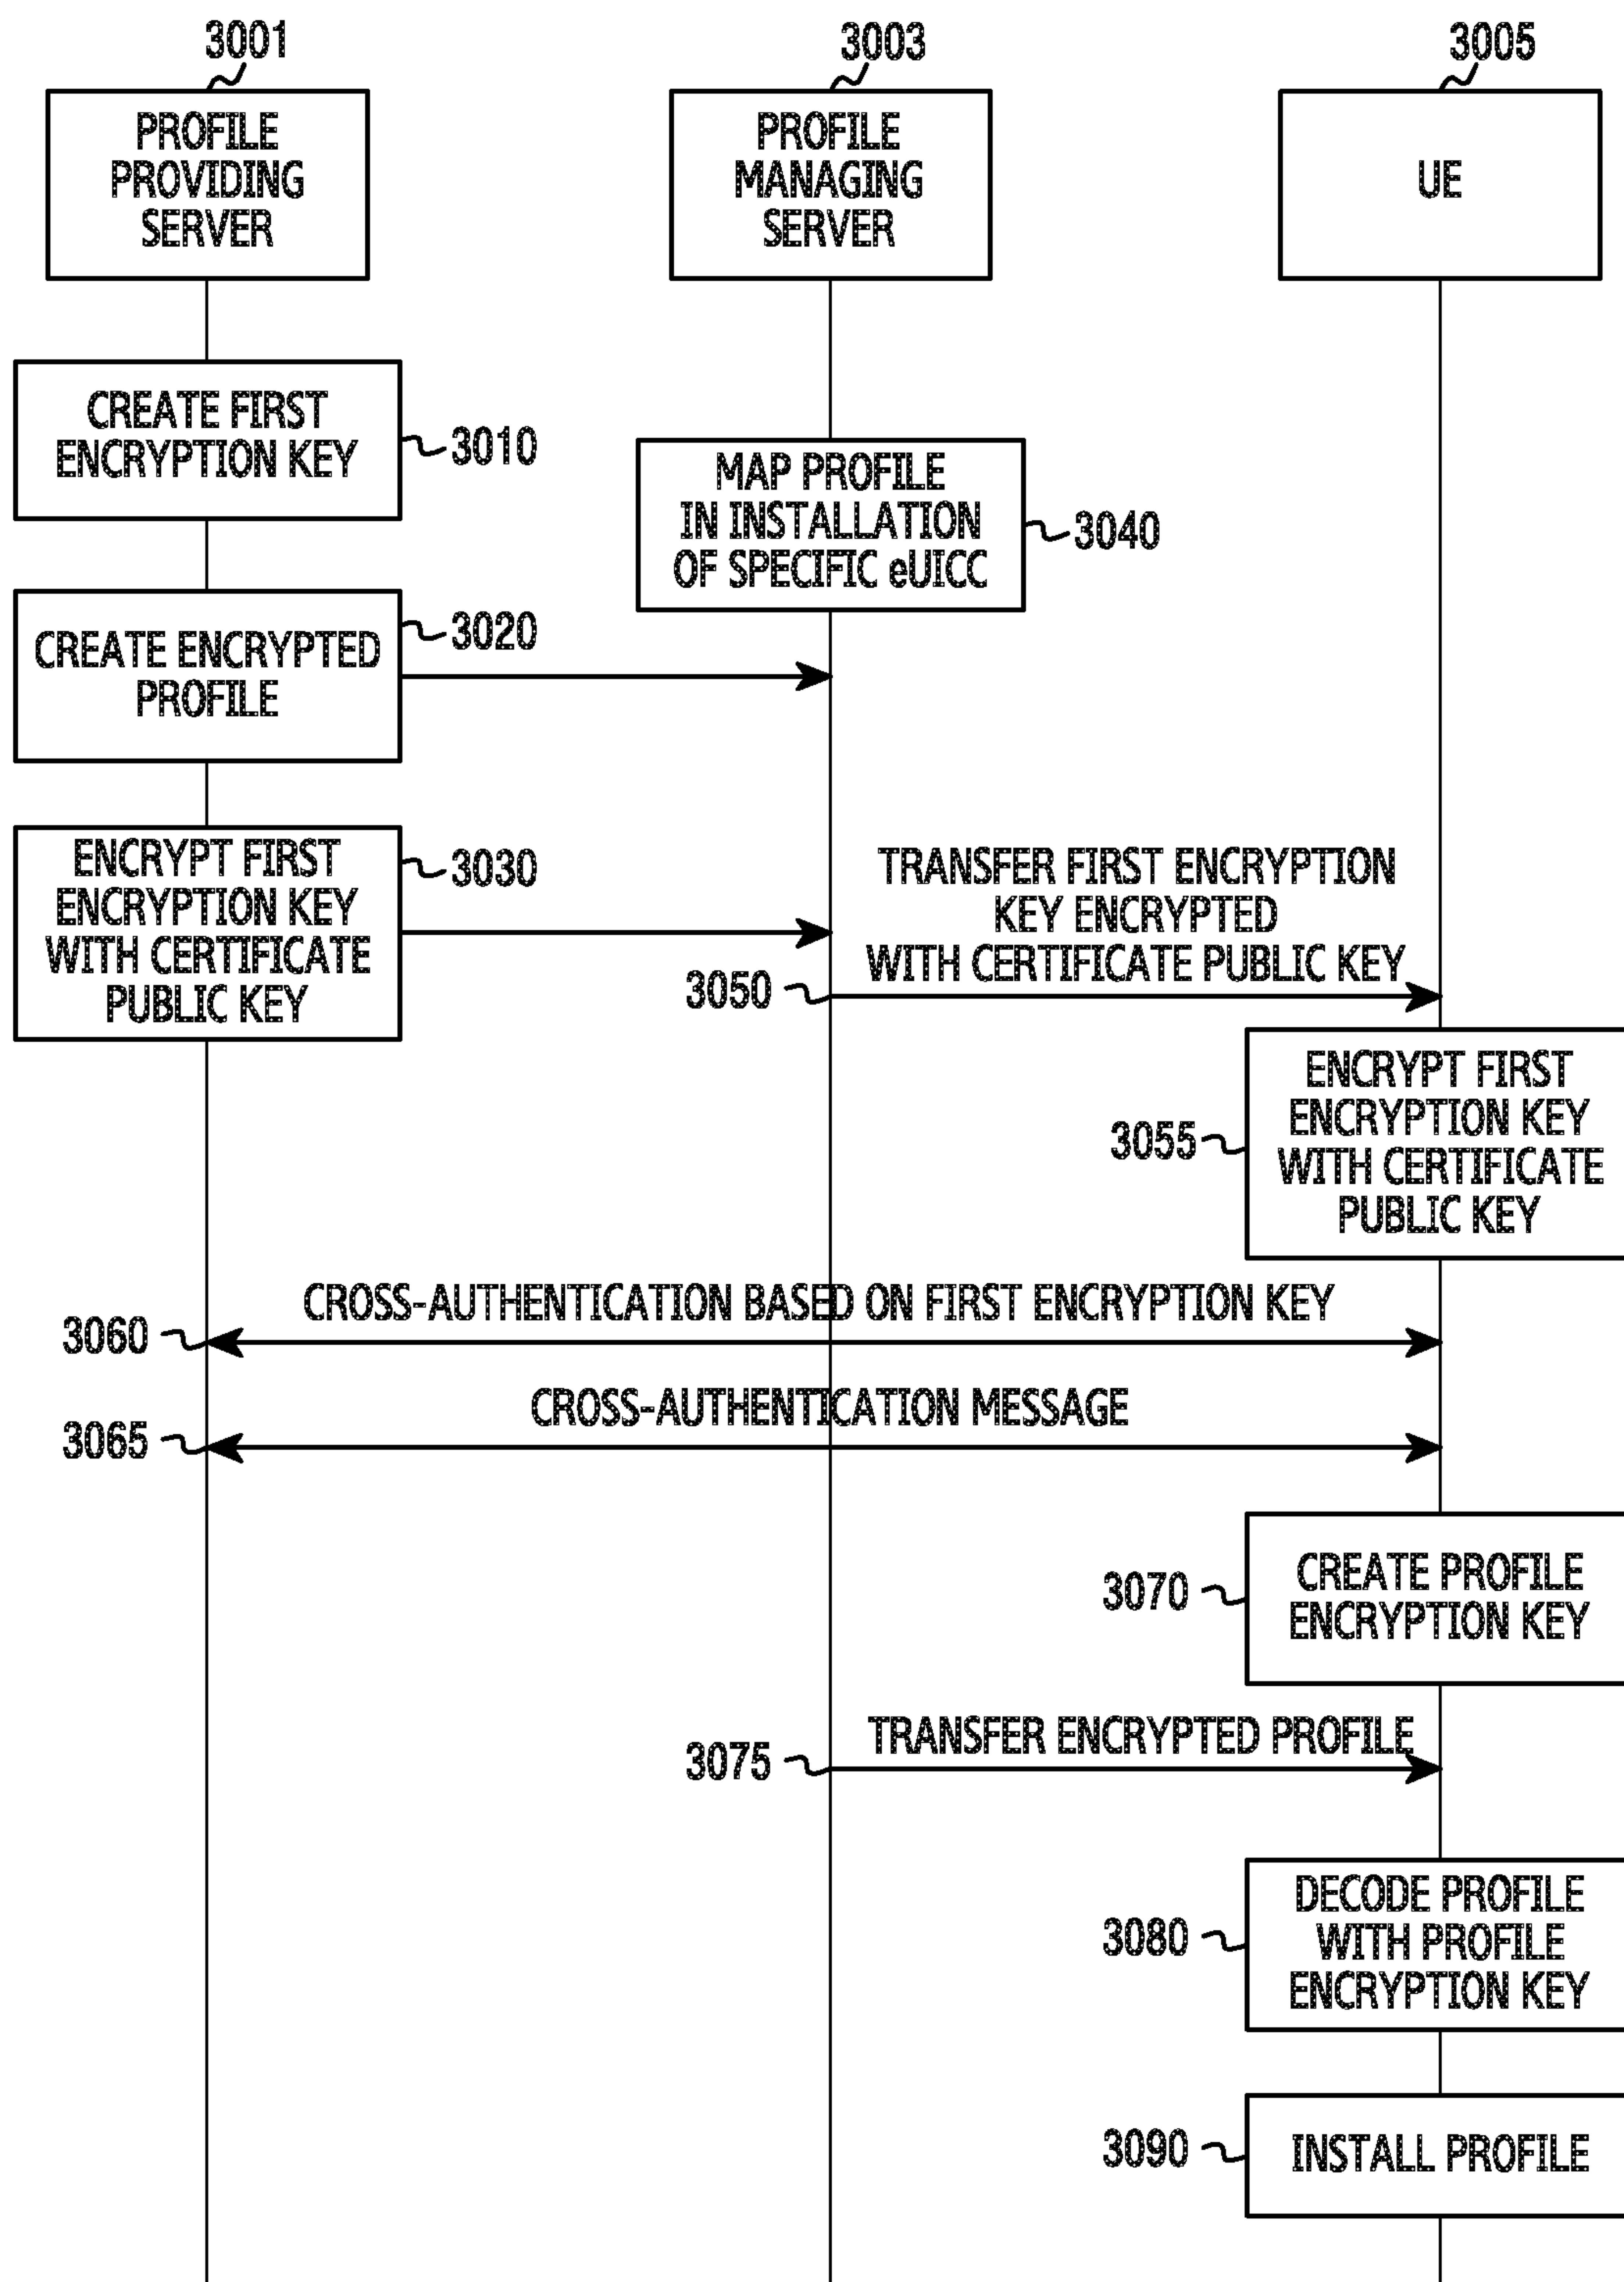 3001
3003
3005
PROFILE
PROVIDING
SERVER
PROFILE
MANAGING
SERVER
UE
CREATE FIRST
ENCRYPTION KEY
3010
MAP PROFILE
IN INSTALLATION
OF SPECIFIC eUICC
3040
CREATE ENCRYPTED
PROFILE
3020
ENCRYPT FIRST
ENCRYPTION KEY
WITH CERTIFICATE
PUBLIC KEY
3030
TRANSFER FIRST ENCRYPTION
KEY ENCRYPTED
WITH CERTIFICATE PUBLIC KEY
3050
ENCRYPT FIRST
ENCRYPTION KEY
WITH CERTIFICATE
PUBLIC KEY
3055
CROSS-AUTHENTICATION BASED ON FIRST ENCRYPTION KEY
3060
CROSS-AUTHENTICATION MESSAGE
3065
CREATE PROFILE
ENCRYPTION KEY
3070
TRANSFER ENCRYPTED PROFILE
3075
DECODE PROFILE
WITH PROFILE
ENCRYPTION KEY
3080
INSTALL PROFILE
3090